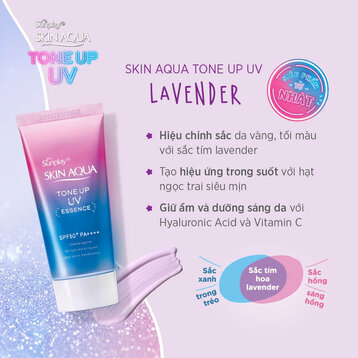 Sunplay®
SKIN AQUA
TONE UP
UV
SKIN AQUA TONE UP UV
LAVENDER
SIÊU PHẨM
TỪ
NHẬT
Hiệu chỉnh sắc da vàng, tối màu
với sắc tím lavender
Tạo hiệu ứng trong suốt với hạt
ngọc trai siêu mịn
Giữ ẩm và dưỡng sáng da với
Hyaluronic Acid và Vitamin C
Sunplay®
SKIN AQUA
TONE UP
UV
ESSENCE
SPF50+ PA++++
Sắc
xanh
trong
trẻo
Sắc tím
hoa
lavender
Sắc
hồng
sáng
hồng